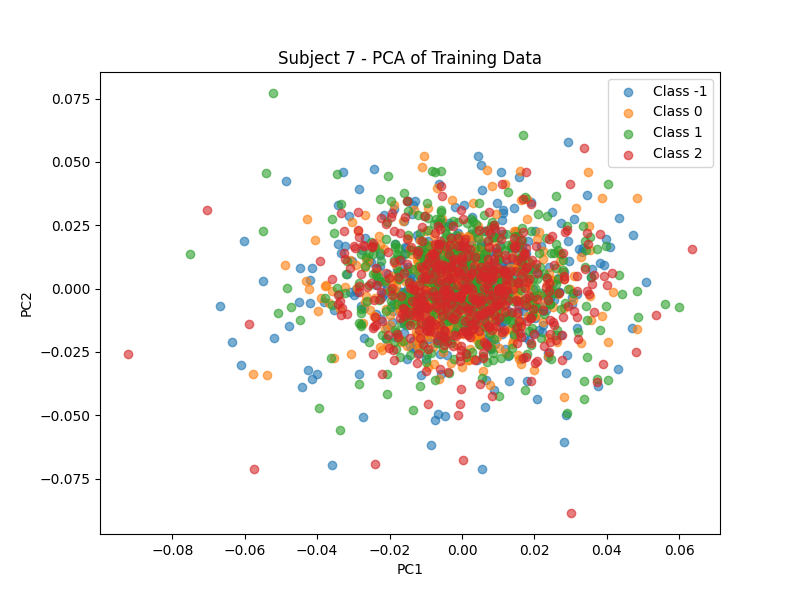 Subject 7 - PCA of Training Data
Class -1
Class 0
Class 1
Class 2
0.075
0.050
0.025
0.000
−0.025
−0.050
−0.075
PC2
−0.08
−0.06
−0.04
−0.02
0.00
0.02
0.04
0.06
PC1